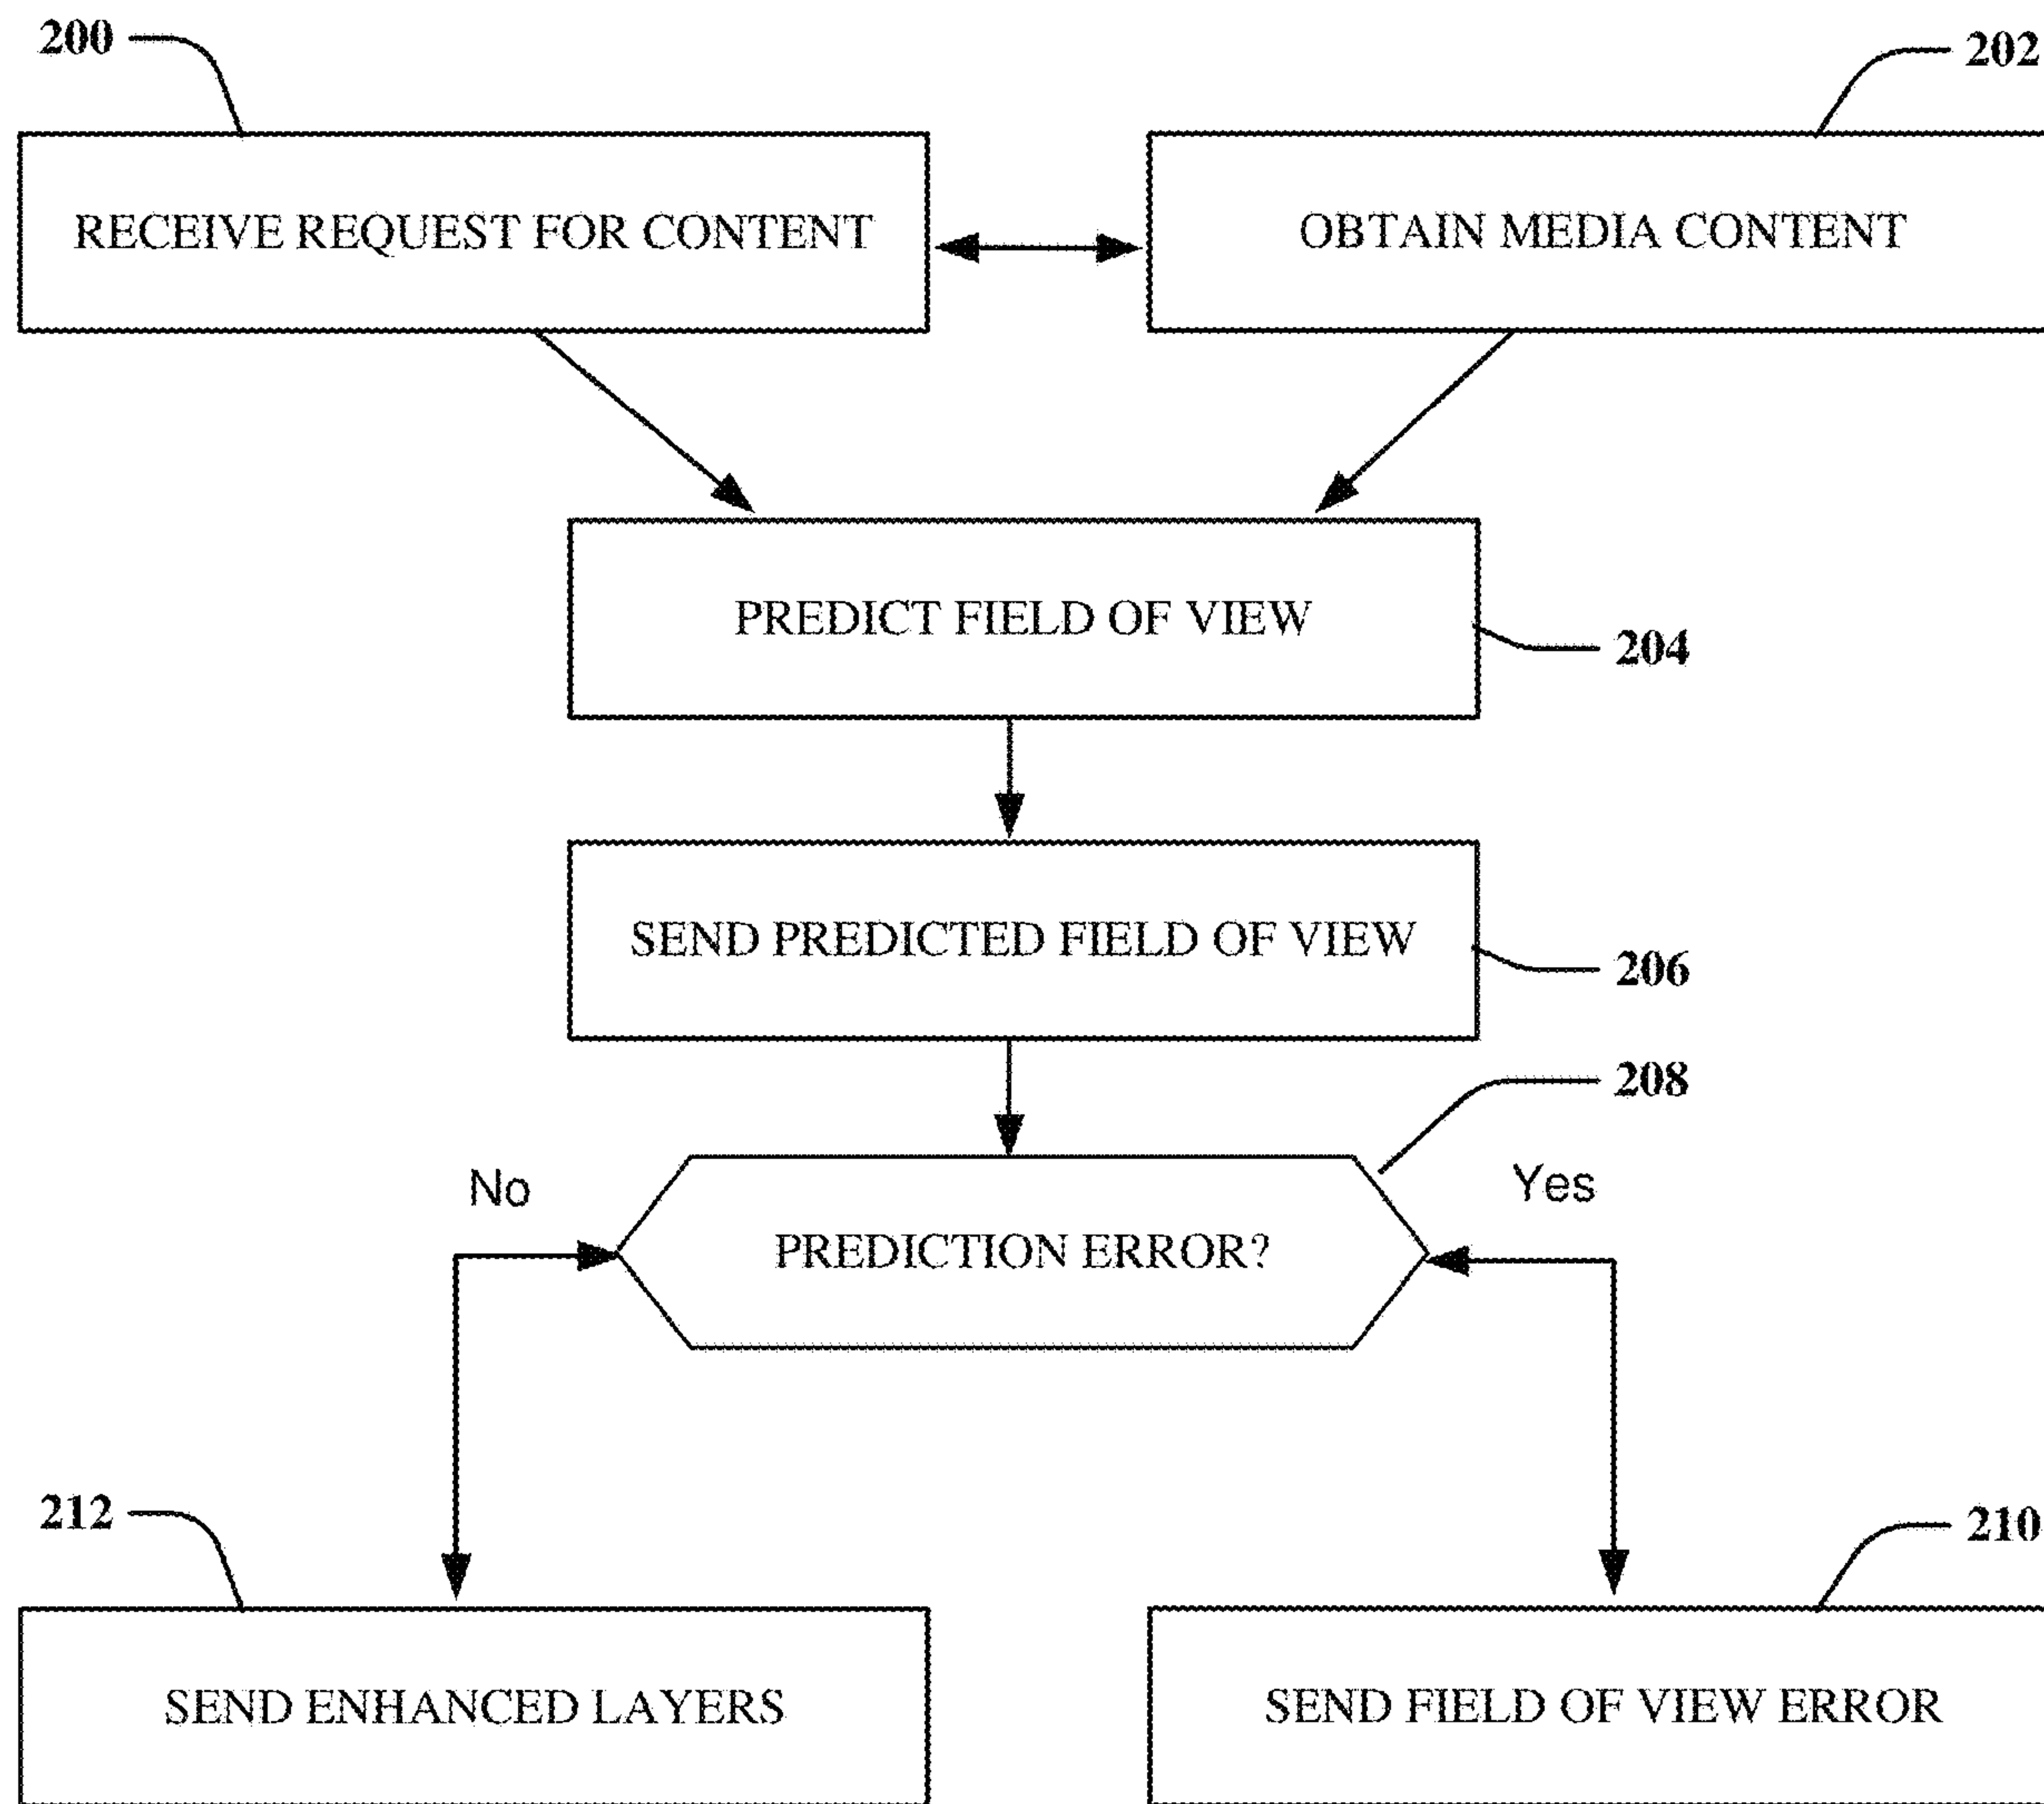 200
202
RECEIVE REQUEST FOR CONTENT
OBTAIN MEDIA CONTENT
PREDICT FIELD OF VIEW
204
SEND PREDICTED FIELD OF VIEW
206
208
No
Yes
PREDICTION ERROR?
212
210
SEND ENHANCED LAYERS
SEND FIELD OF VIEW ERROR